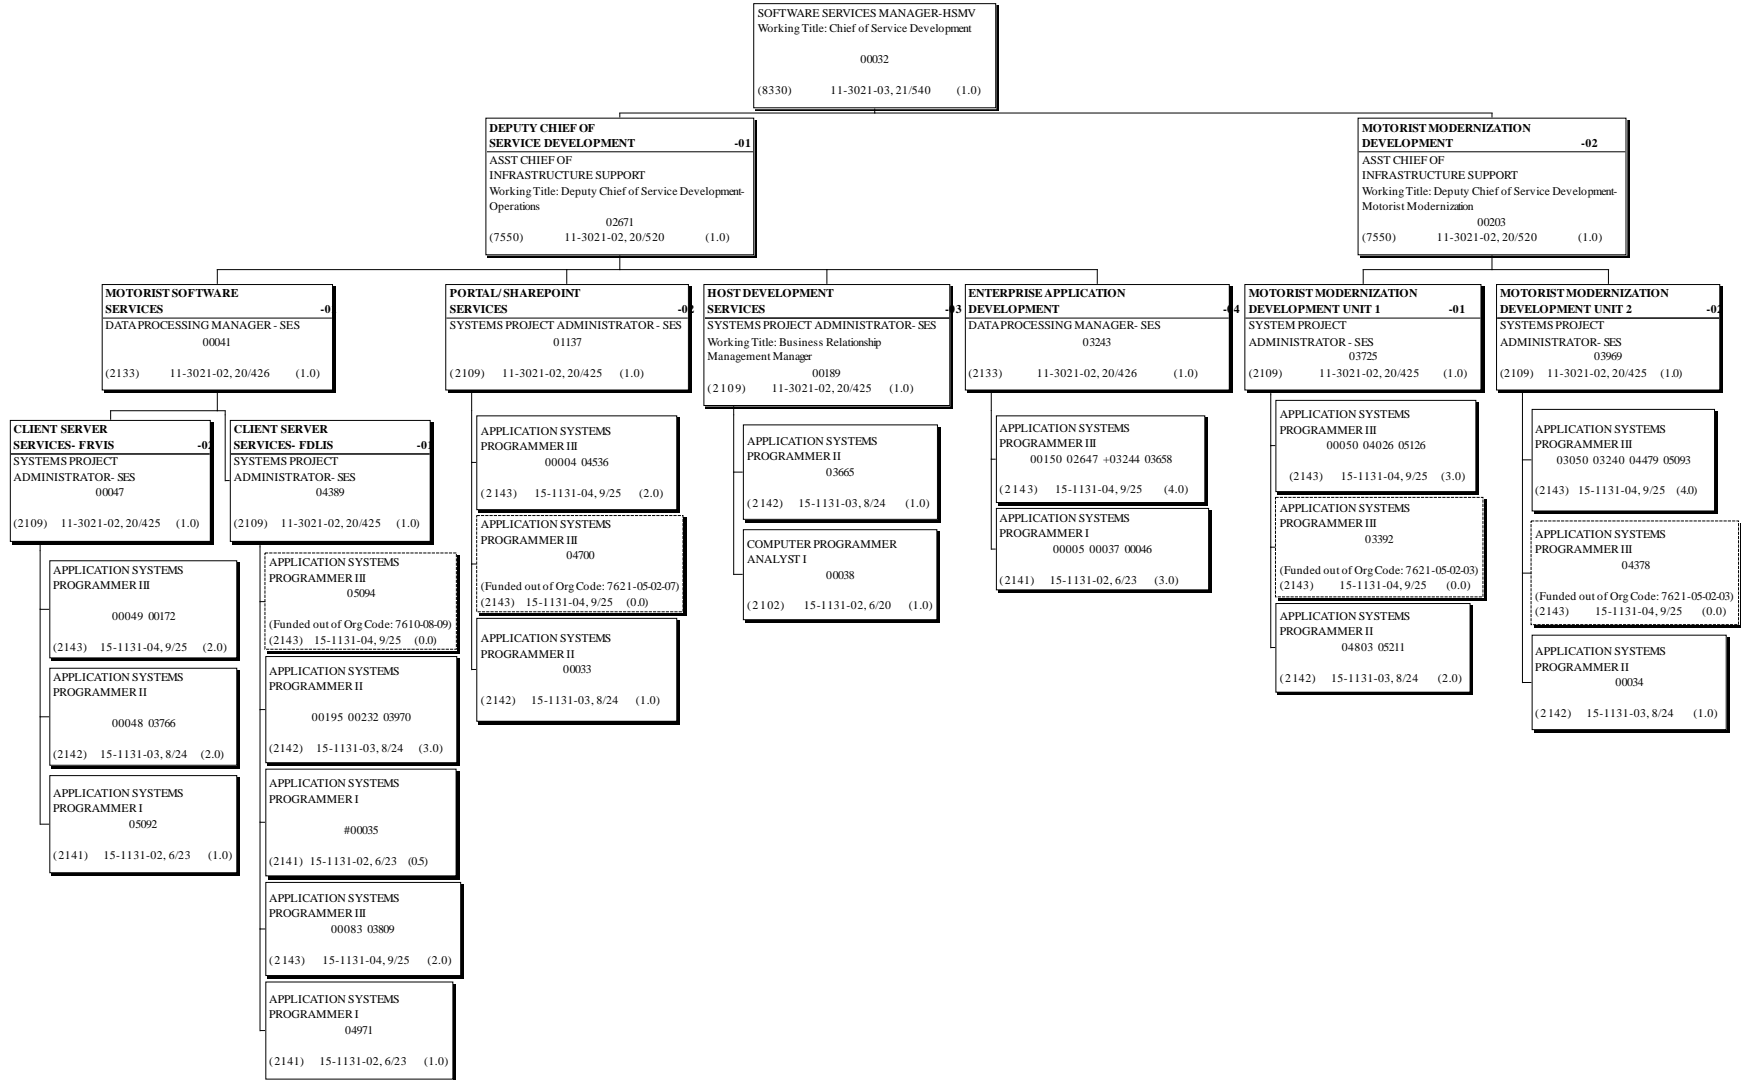 SOFTWARE SERVICES MANAGER-HSMV
Working Title: Chief of Service Development
00032
(8330) 11-3021-03, 21/540 (1.0)
DEPUTY CHIEF OF
SERVICE DEVELOPMENT -01
ASST CHIEF OF
INFRASTRUCTURE SUPPORT
Working Title: Deputy Chief of Service Development-
Operations
02671
(7550) 11-3021-02, 20/520 (1.0)
MOTORIST MODERNIZATION
DEVELOPMENT -02
ASST CHIEF OF
INFRASTRUCTURE SUPPORT
Working Title: Deputy Chief of Service Development-
Motorist Modernization
00203
(7550) 11-3021-02, 20/520 (1.0)
MOTORIST SOFTWARE
SERVICES
DATA PROCESSING MANAGER - SES
00041
(2133) 11-3021-02, 20/426 (1.0)
PORTAL/ SHAREPOINT
SERVICES -02
SYSTEMS PROJECT ADMINISTRATOR - SES
01137
(2109) 11-3021-02, 20/425 (1.0)
HOST DEVELOPMENT
SERVICES -03
SYSTEMS PROJECT ADMINISTRATOR- SES
Working Title: Business Relationship
Management Manager
00189
(2109) 11-3021-02, 20/425 (1.0)
ENTERPRISE APPLICATION
DEVELOPMENT -04
DATA PROCESSING MANAGER- SES
03243
(2133) 11-3021-02, 20/426 (1.0)
MOTORIST MODERNIZATION
DEVELOPMENT UNIT 1 -01
SYSTEM PROJECT
ADMINISTRATOR - SES
03725
(2109) 11-3021-02, 20/425 (1.0)
MOTORIST MODERNIZATION
DEVELOPMENT UNIT 2 -02
SYSTEMS PROJECT
ADMINISTRATOR- SES
03969
(2109) 11-3021-02, 20/425 (1.0)
CLIENT SERVER
SERVICES- FRVIS -02
SYSTEMS PROJECT
ADMINISTRATOR- SES
00047
(2109) 11-3021-02, 20/425 (1.0)
APPLICATION SYSTEMS
PROGRAMMER III
00049 00172
(2143) 15-1131-04, 9/25 (2.0)
APPLICATION SYSTEMS
PROGRAMMER II
00048 03766
(2142) 15-1131-03, 8/24 (2.0)
APPLICATION SYSTEMS
PROGRAMMER I
05092
(2141) 15-1131-02, 6/23 (1.0)
CLIENT SERVER
SERVICES- FDLIS -01
SYSTEMS PROJECT
ADMINISTRATOR- SES
04389
(2109) 11-3021-02, 20/425 (1.0)
APPLICATION SYSTEMS
PROGRAMMER III
05094
(Funded out of Org Code: 7610-08-09)
(2143) 15-1131-04, 9/25 (0.0)
APPLICATION SYSTEMS
PROGRAMMER II
00195 00232 03970
(2142) 15-1131-03, 8/24 (3.0)
APPLICATION SYSTEMS
PROGRAMMER I
#00035
(2141) 15-1131-02, 6/23 (0.5)
APPLICATION SYSTEMS
PROGRAMMER III
00083 03809
(2143) 15-1131-04, 9/25 (2.0)
APPLICATION SYSTEMS
PROGRAMMER I
04971
(2141) 15-1131-02, 6/23 (1.0)
APPLICATION SYSTEMS
PROGRAMMER III
00004 04536
(2143) 15-1131-04, 9/25 (2.0)
APPLICATION SYSTEMS
PROGRAMMER III
04700
(Funded out of Org Code: 7621-05-02-07)
(2143) 15-1131-04, 9/25 (0.0)
APPLICATION SYSTEMS
PROGRAMMER II
00033
(2142) 15-1131-03, 8/24 (1.0)
APPLICATION SYSTEMS
PROGRAMMER II
03665
(2142) 15-1131-03, 8/24 (1.0)
COMPUTER PROGRAMMER
ANALYST I
00038
(2102) 15-1131-02, 6/20 (1.0)
APPLICATION SYSTEMS
PROGRAMMER III
00150 02647 +03244 03658
(2143) 15-1131-04, 9/25 (4.0)
APPLICATION SYSTEMS
PROGRAMMER I
00005 00037 00046
(2141) 15-1131-02, 6/23 (3.0)
APPLICATION SYSTEMS
PROGRAMMER III
00050 04026 05126
(2143) 15-1131-04, 9/25 (3.0)
APPLICATION SYSTEMS
PROGRAMMER III
03392
(Funded out of Org Code: 7621-05-02-03)
(2143) 15-1131-04, 9/25 (0.0)
APPLICATION SYSTEMS
PROGRAMMER II
04803 05211
(2142) 15-1131-03, 8/24 (2.0)
APPLICATION SYSTEMS
PROGRAMMER III
03050 03240 04479 05093
(2143) 15-1131-04, 9/25 (4.0)
APPLICATION SYSTEMS
PROGRAMMER III
04378
(Funded out of Org Code: 7621-05-02-03)
(2143) 15-1131-04, 9/25 (0.0)
APPLICATION SYSTEMS
PROGRAMMER II
00034
(2142) 15-1131-03, 8/24 (1.0)